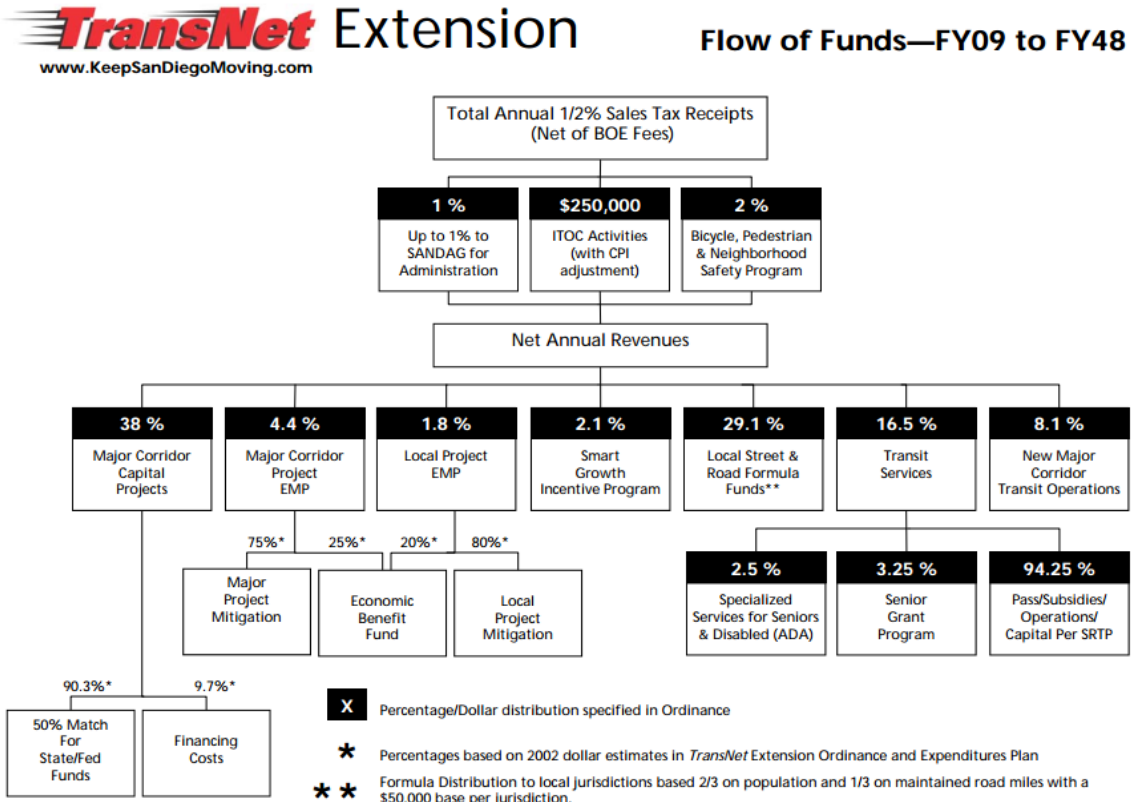 TransNet Extension
Flow of Funds—FY09 to FY48
www.KeepSanDiegoMoving.com
Total Annual 1/2% Sales Tax Receipts
(Net of BOE Fees)
1 %
Up to 1% to
SANDAG for
Administration
$250,000
ITOC Activities
(with CPI
adjustment)
2 %
Bicycle, Pedestrian
& Neighborhood
Safety Program
Net Annual Revenues
38 %
Major Corridor
Capital
Projects
4.4 %
Major Corridor
Project
EMP
1.8 %
Local Project
EMP
2.1 %
Smart
Growth
Incentive Program
29.1 %
Local Street &
Road Formula
Funds**
16.5 %
Transit
Services
8.1 %
New Major
Corridor
Transit Operations
75%*
25%*
20%*
80%*
Major
Project
Mitigation
Economic
Benefit
Fund
Local
Project
Mitigation
2.5 %
Specialized
Services for Seniors
& Disabled (ADA)
3.25 %
Senior
Grant
Program
94.25 %
Pass/Subsidies/
Operations/
Capital Per SRTP
90.3%*
9.7%*
50% Match
For
State/Fed
Funds
Financing
Costs
X Percentage/Dollar distribution specified in Ordinance
* Percentages based on 2002 dollar estimates in TransNet Extension Ordinance and Expenditures Plan
** Formula Distribution to local jurisdictions based 2/3 on population and 1/3 on maintained road miles with a
$50,000 base per jurisdiction.